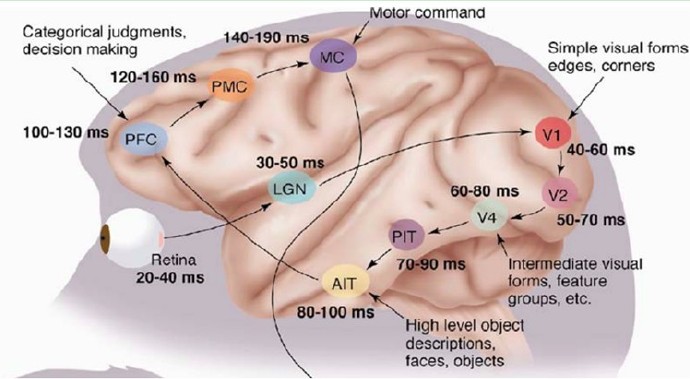 Motor command
Categorical judgments,
decision making
140-190 ms
MC
Simple visual forms
edges, corners
120-160 ms
PMC
100-130 ms
PFC
V1
40-60 ms
30-50 ms
LGN
60-80 ms
V2
V4
50-70 ms
PIT
Retina
20-40 ms
70-90 ms
Intermediate visual
forms, feature
groups, etc.
AIT
80-100 ms
High level object
descriptions,
faces, objects